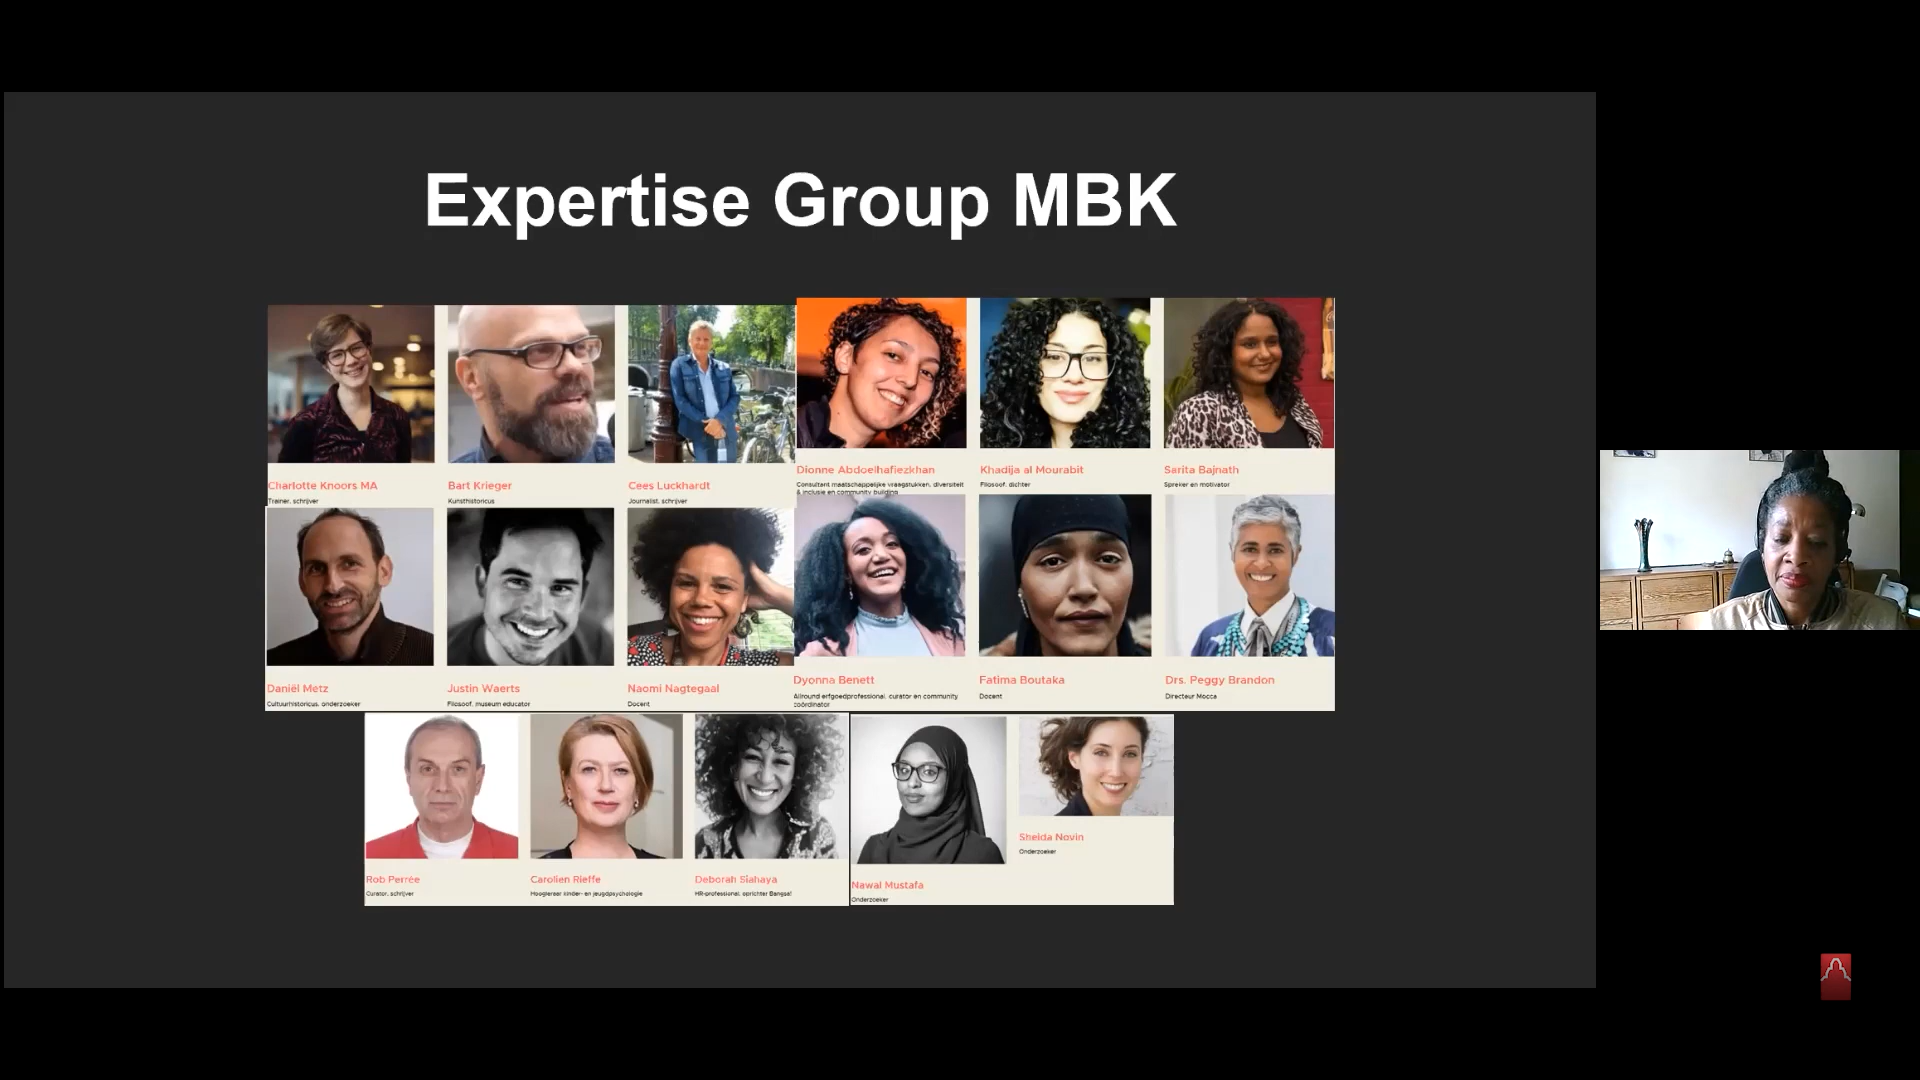 Expertise Group MBK
Charlotte Knoors MA
Trainer, schrijver
Bart Krieger
Kunsthistoricus
Cees Luckhardt
Journalist, schrijver
Dionne Abdoelhafiezkhan
Consultant maatschappelijke vraagstukken, diversiteit
& inclusie en community building
Khadija al Mourabit
Filosoof, dichter
Sarita Bajnath
Spreker en motivator
Daniël Metz
Cultuurhistoricus, onderzoeker
Justin Waerts
Filosoof, museum educator
Naomi Nagtegaal
Docent
Dyonna Benett
Allround erfgoedprofessional, curator en community
coördinator
Fatima Boutaka
Docent
Drs. Peggy Brandon
Directeur Mocca
Rob Perrée
Curator, schrijver
Carolien Rieffe
Hoogleraar kinder- en jeugdpsychologie
Deborah Siahaya
HR-professional, oprichter Bangsa!
Nawal Mustafa
Onderzoeker
Sheida Novin
Onderzoeker